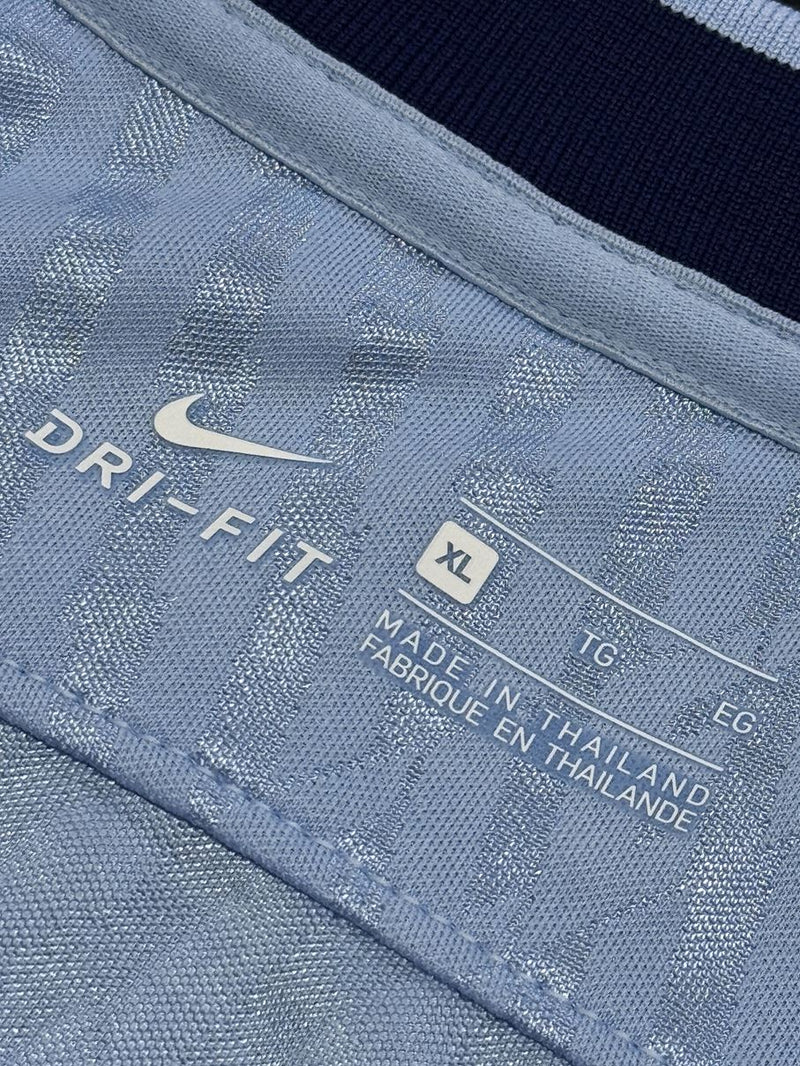 DRI-FIT
XL
TG
EG
MADE IN THAILAND
FABRIQUE EN THAILANDE